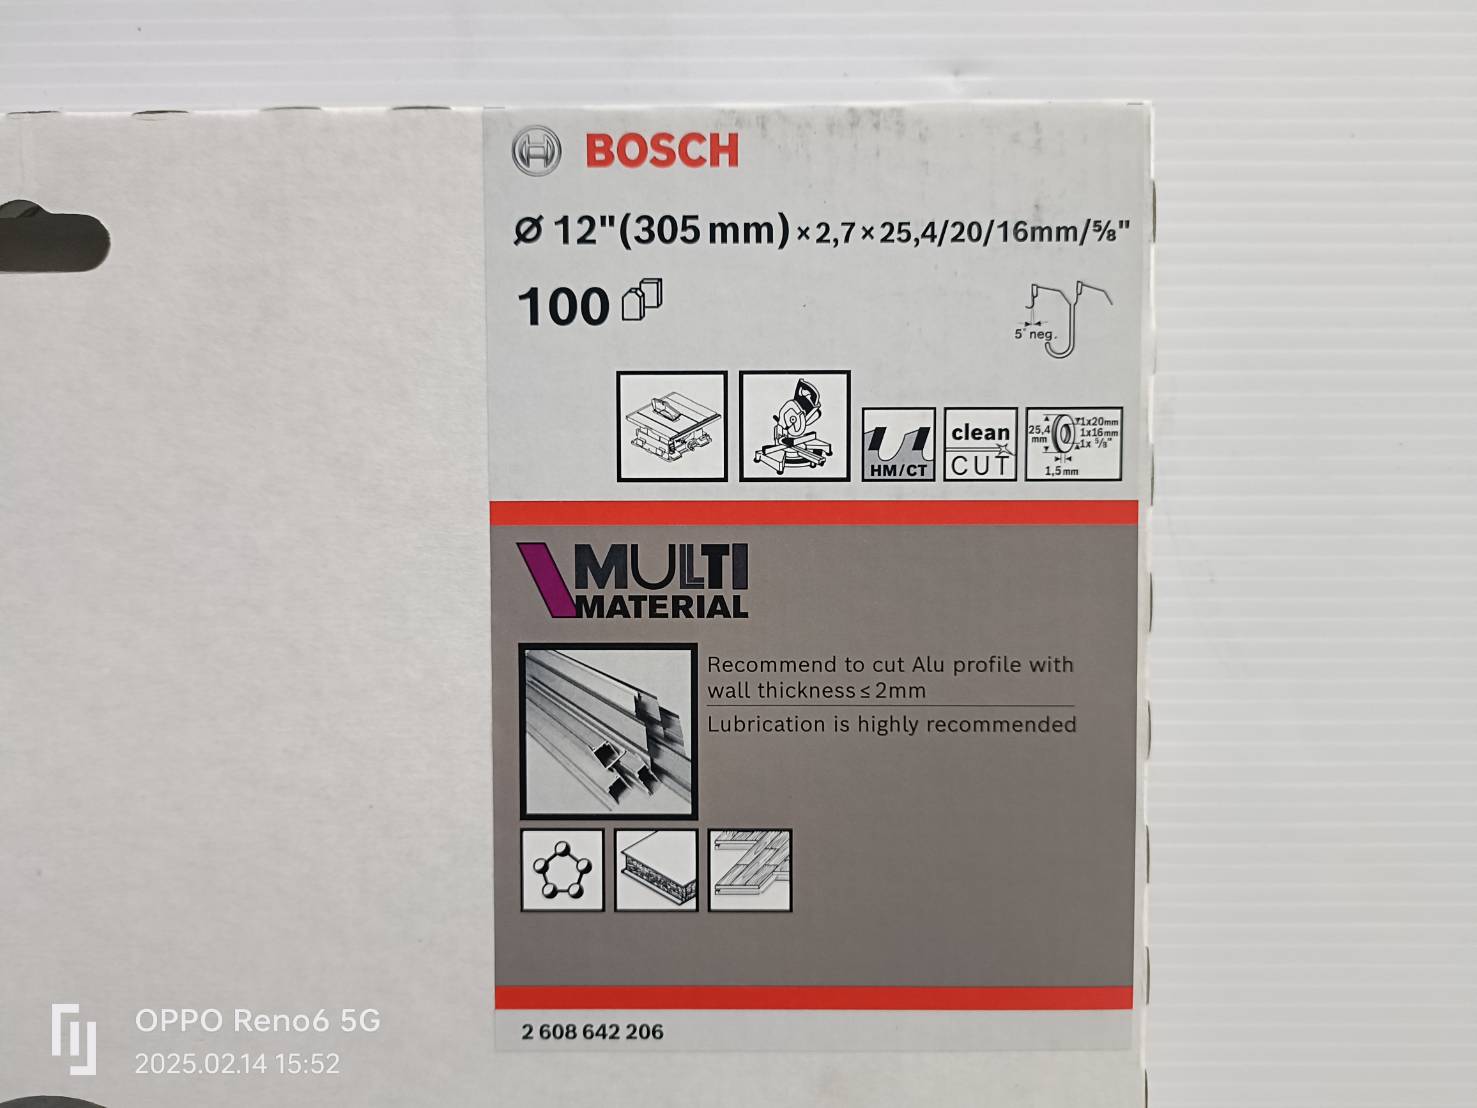 BOSCH
Ø 12" (305 mm) × 2,7 × 25,4/20/16mm/⅝"
100
5° neg.
HM/CT
clean
CUT
25,4
mm
1x20mm
1x16mm
1x ⅝"
1,5mm
MULTI
MATERIAL
Recommend to cut Alu profile with
wall thickness ≤ 2mm
Lubrication is highly recommended
2 608 642 206
OPPO Reno6 5G
2025.02.14 15:52